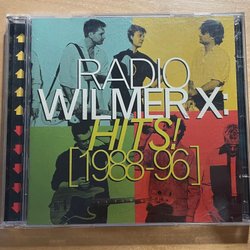 RADIO
WILMER X:
HITS!
[1988-96]